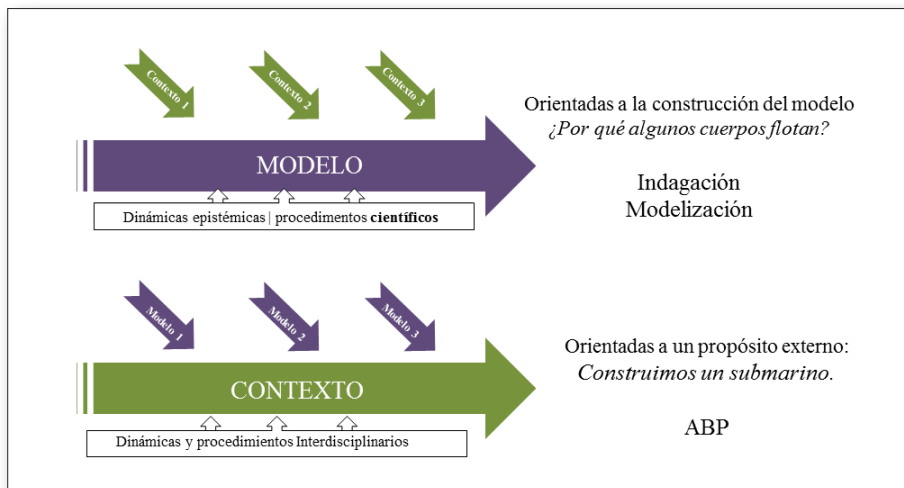 Contexto 1
Contexto 2
Contexto 3
MODELO
Dinámicas epistémicas | procedimentos científicos
Orientadas a la construcción del modelo
¿Por qué algunos cuerpos flotan?
Indagación
Modelización
Modelo 1
Modelo 2
Modelo 3
CONTEXTO
Dinámicas y procedimientos Interdisciplinarios
Orientadas a un propósito externo:
Construimos un submarino.
ABP